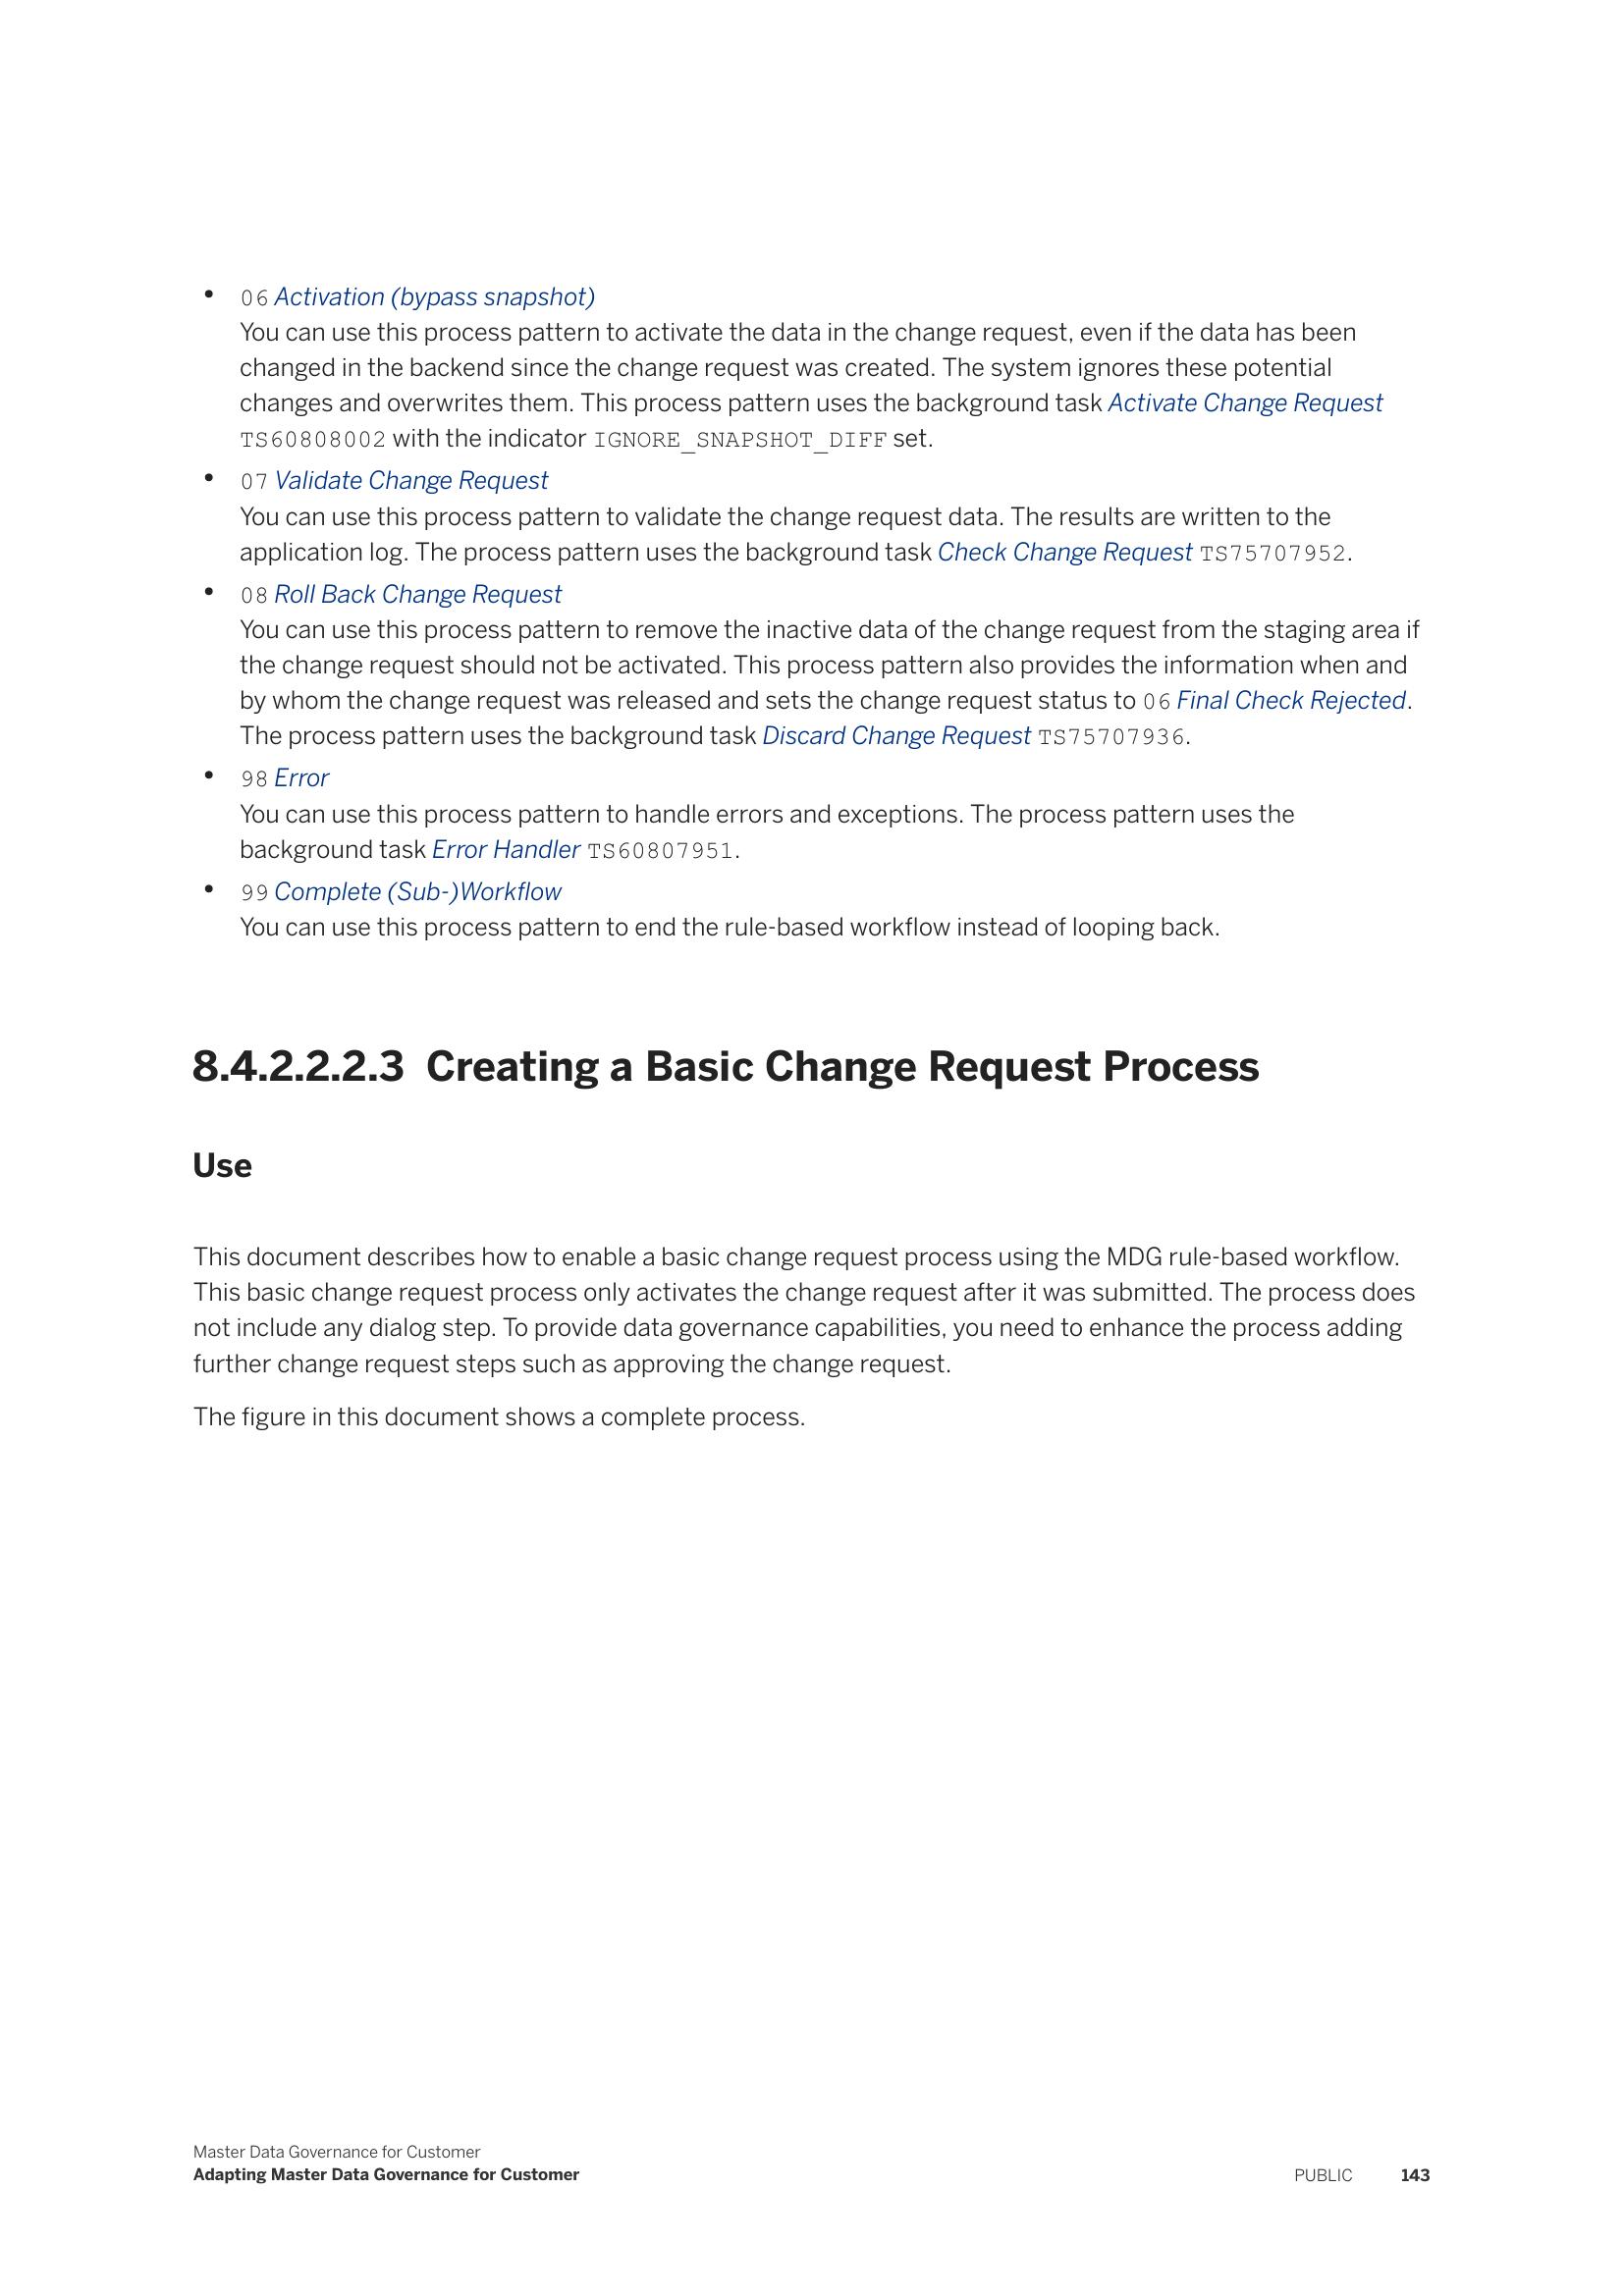 • 06 Activation (bypass snapshot)
You can use this process pattern to activate the data in the change request, even if the data has been
changed in the backend since the change request was created. The system ignores these potential
changes and overwrites them. This process pattern uses the background task Activate Change Request
TS60808002 with the indicator IGNORE_SNAPSHOT_DIFF set.
• 07 Validate Change Request
You can use this process pattern to validate the change request data. The results are written to the
application log. The process pattern uses the background task Check Change Request TS75707952.
• 08 Roll Back Change Request
You can use this process pattern to remove the inactive data of the change request from the staging area if
the change request should not be activated. This process pattern also provides the information when and
by whom the change request was released and sets the change request status to 06 Final Check Rejected.
The process pattern uses the background task Discard Change Request TS75707936.
• 98 Error
You can use this process pattern to handle errors and exceptions. The process pattern uses the
background task Error Handler TS60807951.
• 99 Complete (Sub-)Workflow
You can use this process pattern to end the rule-based workflow instead of looping back.
8.4.2.2.2.3 Creating a Basic Change Request Process
Use
This document describes how to enable a basic change request process using the MDG rule-based workflow.
This basic change request process only activates the change request after it was submitted. The process does
not include any dialog step. To provide data governance capabilities, you need to enhance the process adding
further change request steps such as approving the change request.
The figure in this document shows a complete process.
Master Data Governance for Customer
Adapting Master Data Governance for Customer
PUBLIC 143